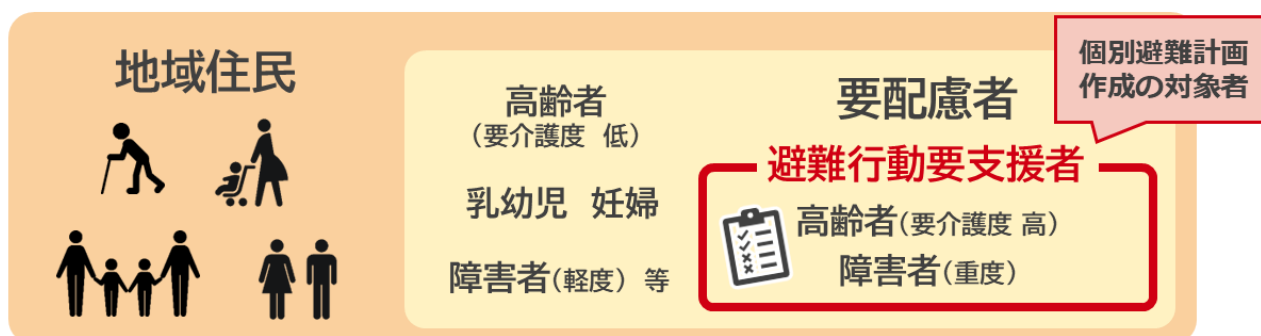 地域住民
高齢者
（要介護度 低）
乳幼児 妊婦
障害者（軽度）等
要配慮者
個別避難計画
作成の対象者
避難行動要支援者
高齢者（要介護度 高）
障害者（重度）